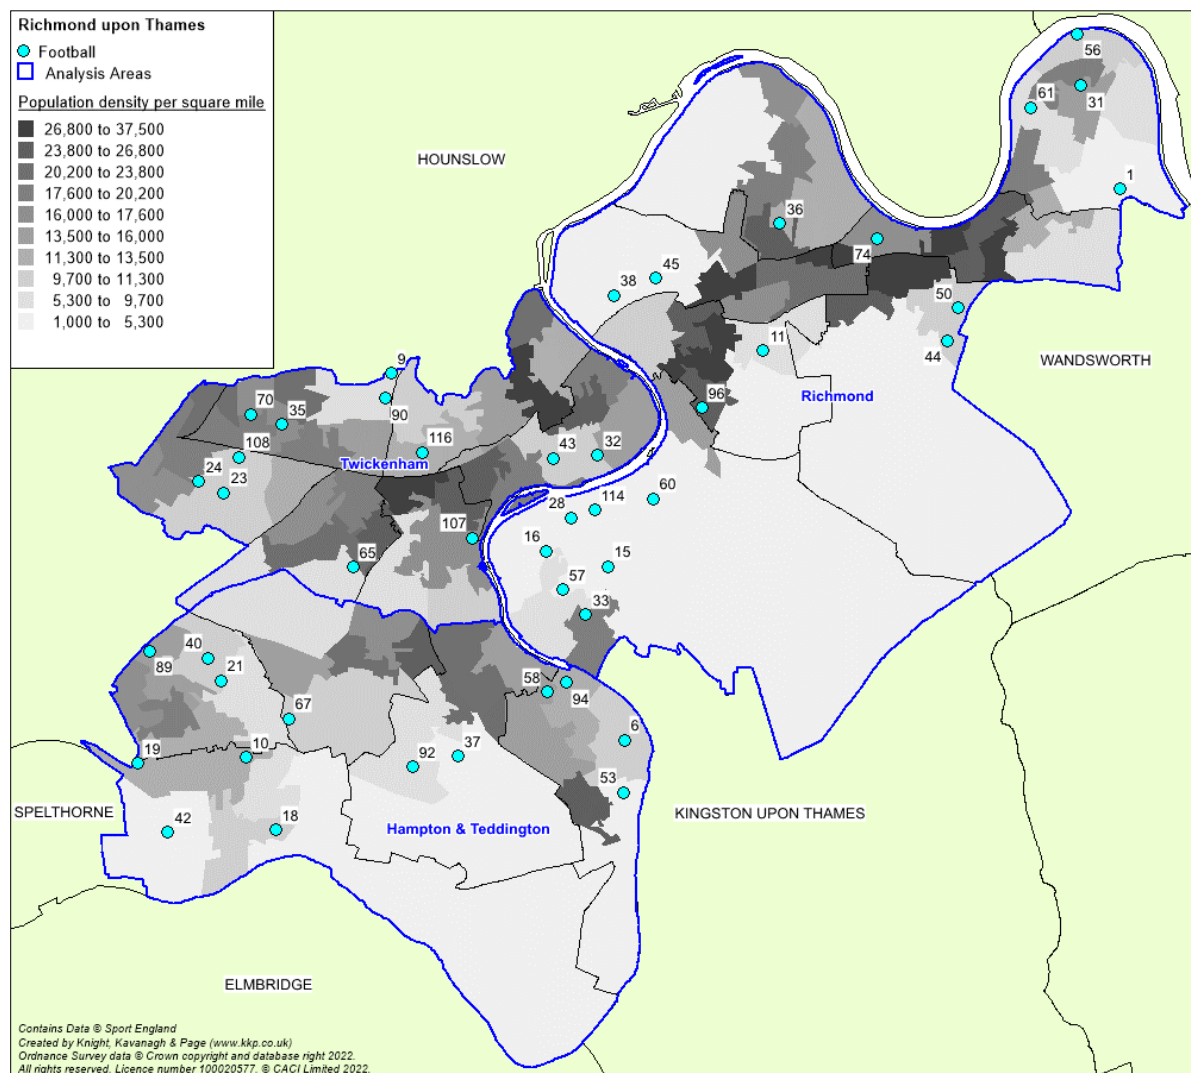 Richmond upon Thames
Football
Analysis Areas
Population density per square mile
26,800 to 37,500
23,800 to 26,800
20,200 to 23,800
17,600 to 20,200
16,000 to 17,600
13,500 to 16,000
11,300 to 13,500
9,700 to 11,300
5,300 to 9,700
1,000 to 5,300
56
61
31
HOUNSLOW
1
36
74
45
38
50
44
WANDSWORTH
11
9
Richmond
96
70
35
90
116
108
43
32
Twickenham
24
23
60
28
114
107
16
15
65
57
33
40
89
21
58
94
67
6
19
10
92
37
53
SPELTHORNE
42
18
Hampton & Teddington
KINGSTON UPON THAMES
ELMBRIDGE
Contains Data ® Sport England
Created by Knight, Kavanagh & Page (www.kkp.co.uk)
Ordnance Survey data © Crown copyright and database right 2022.
All rights reserved. Licence number 100020577. © CACI Limited 2022.